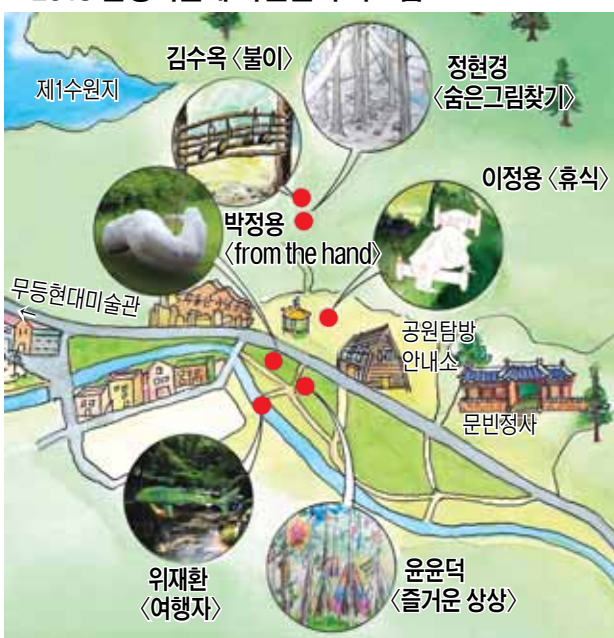 김수옥 〈불이〉
정현경
〈숨은그림찾기〉
제1수원지
이정용 〈휴식〉
박정용
〈from the hand〉
무등현대미술관
←
공원탐방
안내소
문빈정사
위재환
〈여행자〉
윤윤덕
〈즐거운 상상〉